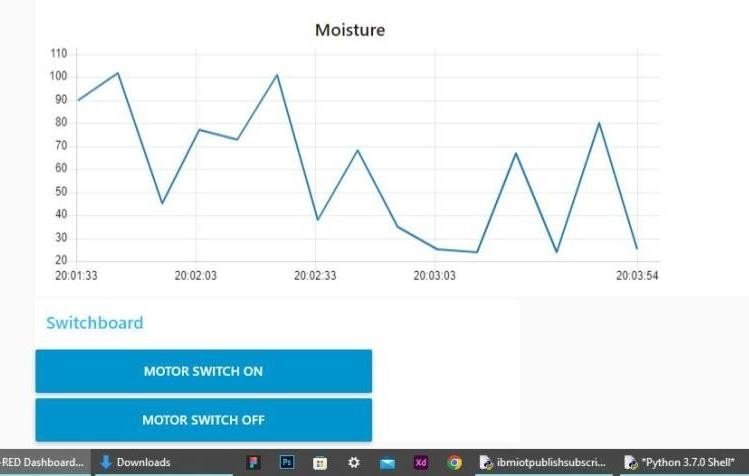 Moisture
110
100
90
80
70
60
50
40
30
20
20:01:33 20:02:03 20:02:33 20:03:03 20:03:54
Switchboard
MOTOR SWITCH ON
MOTOR SWITCH OFF
-RED Dashboard... Downloads Ps Xd ibmiotpublishsubscri... *Python 3.7.0 Shell*